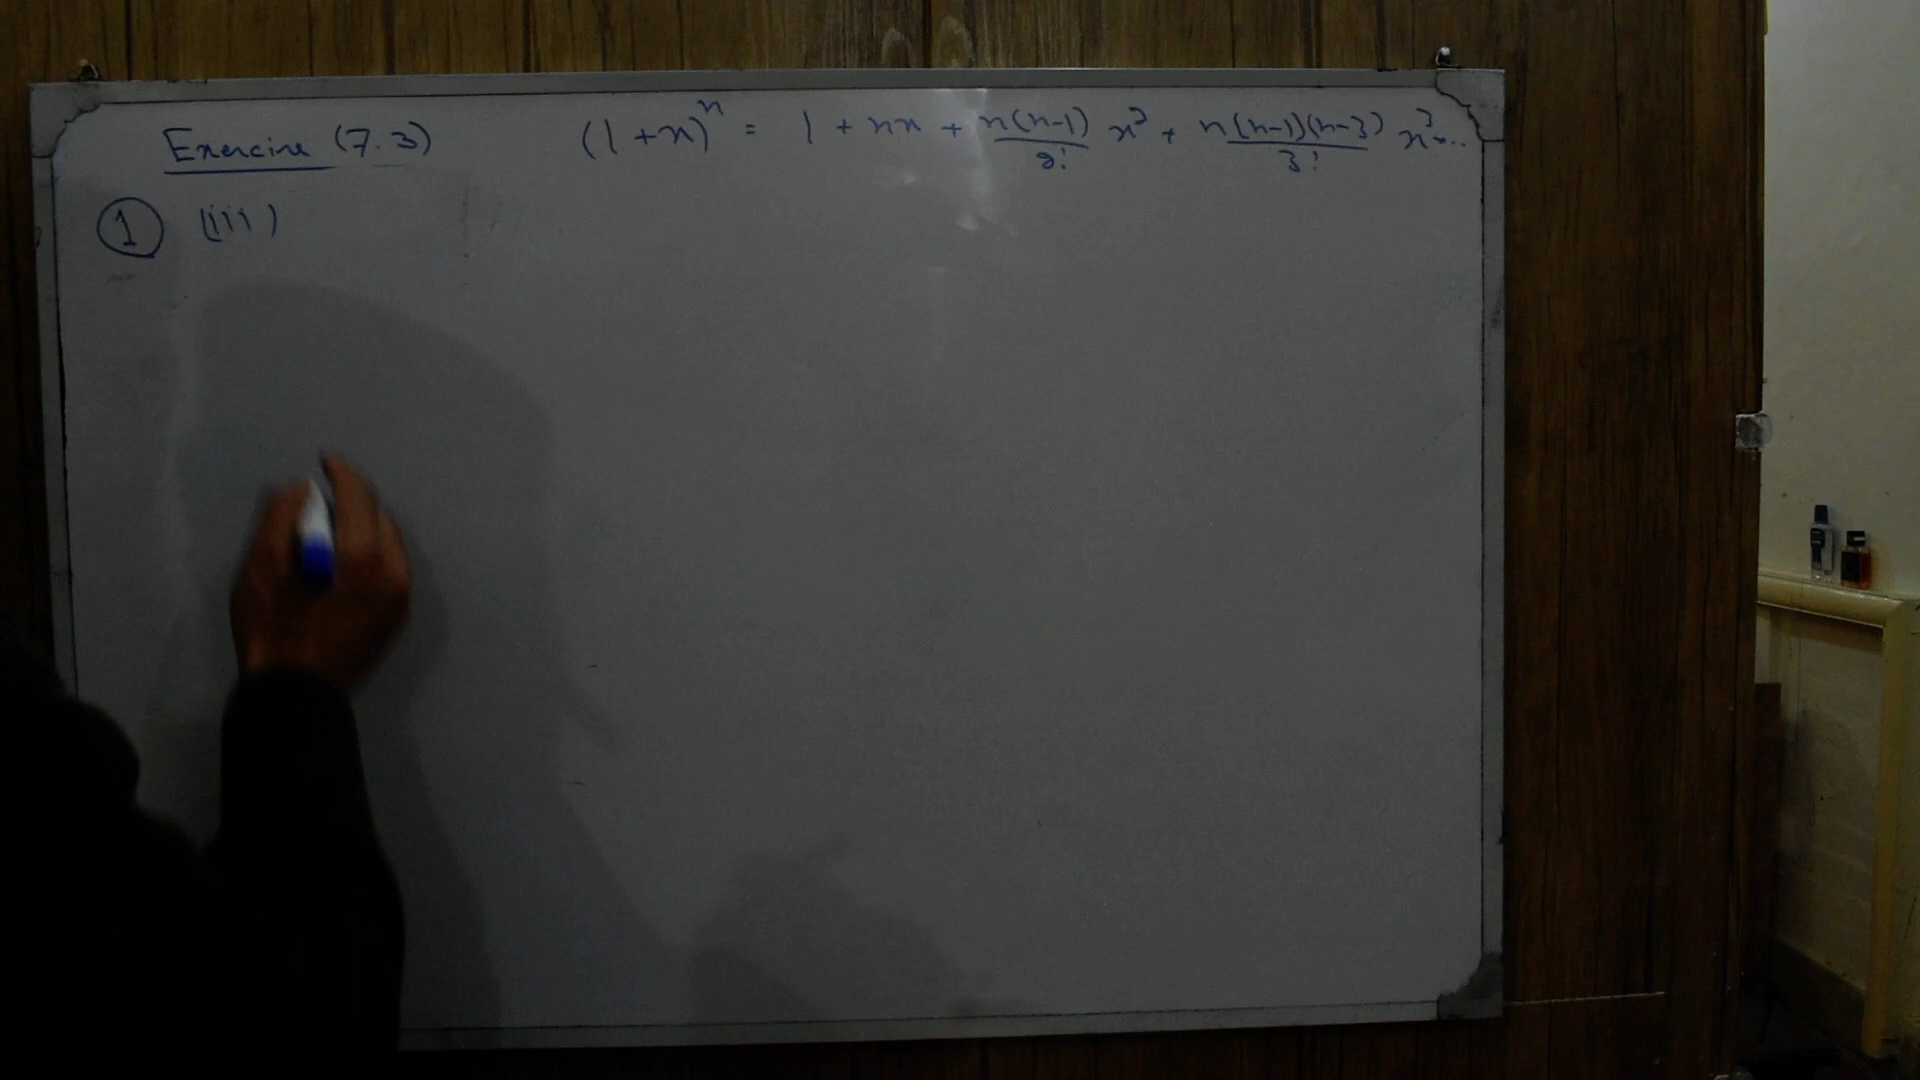 Exercise (7.3) (1+x)^n = 1 + nx + n(n-1)/2! x^2 + n(n-1)(n-2)/3! x^3...
1 (iii)